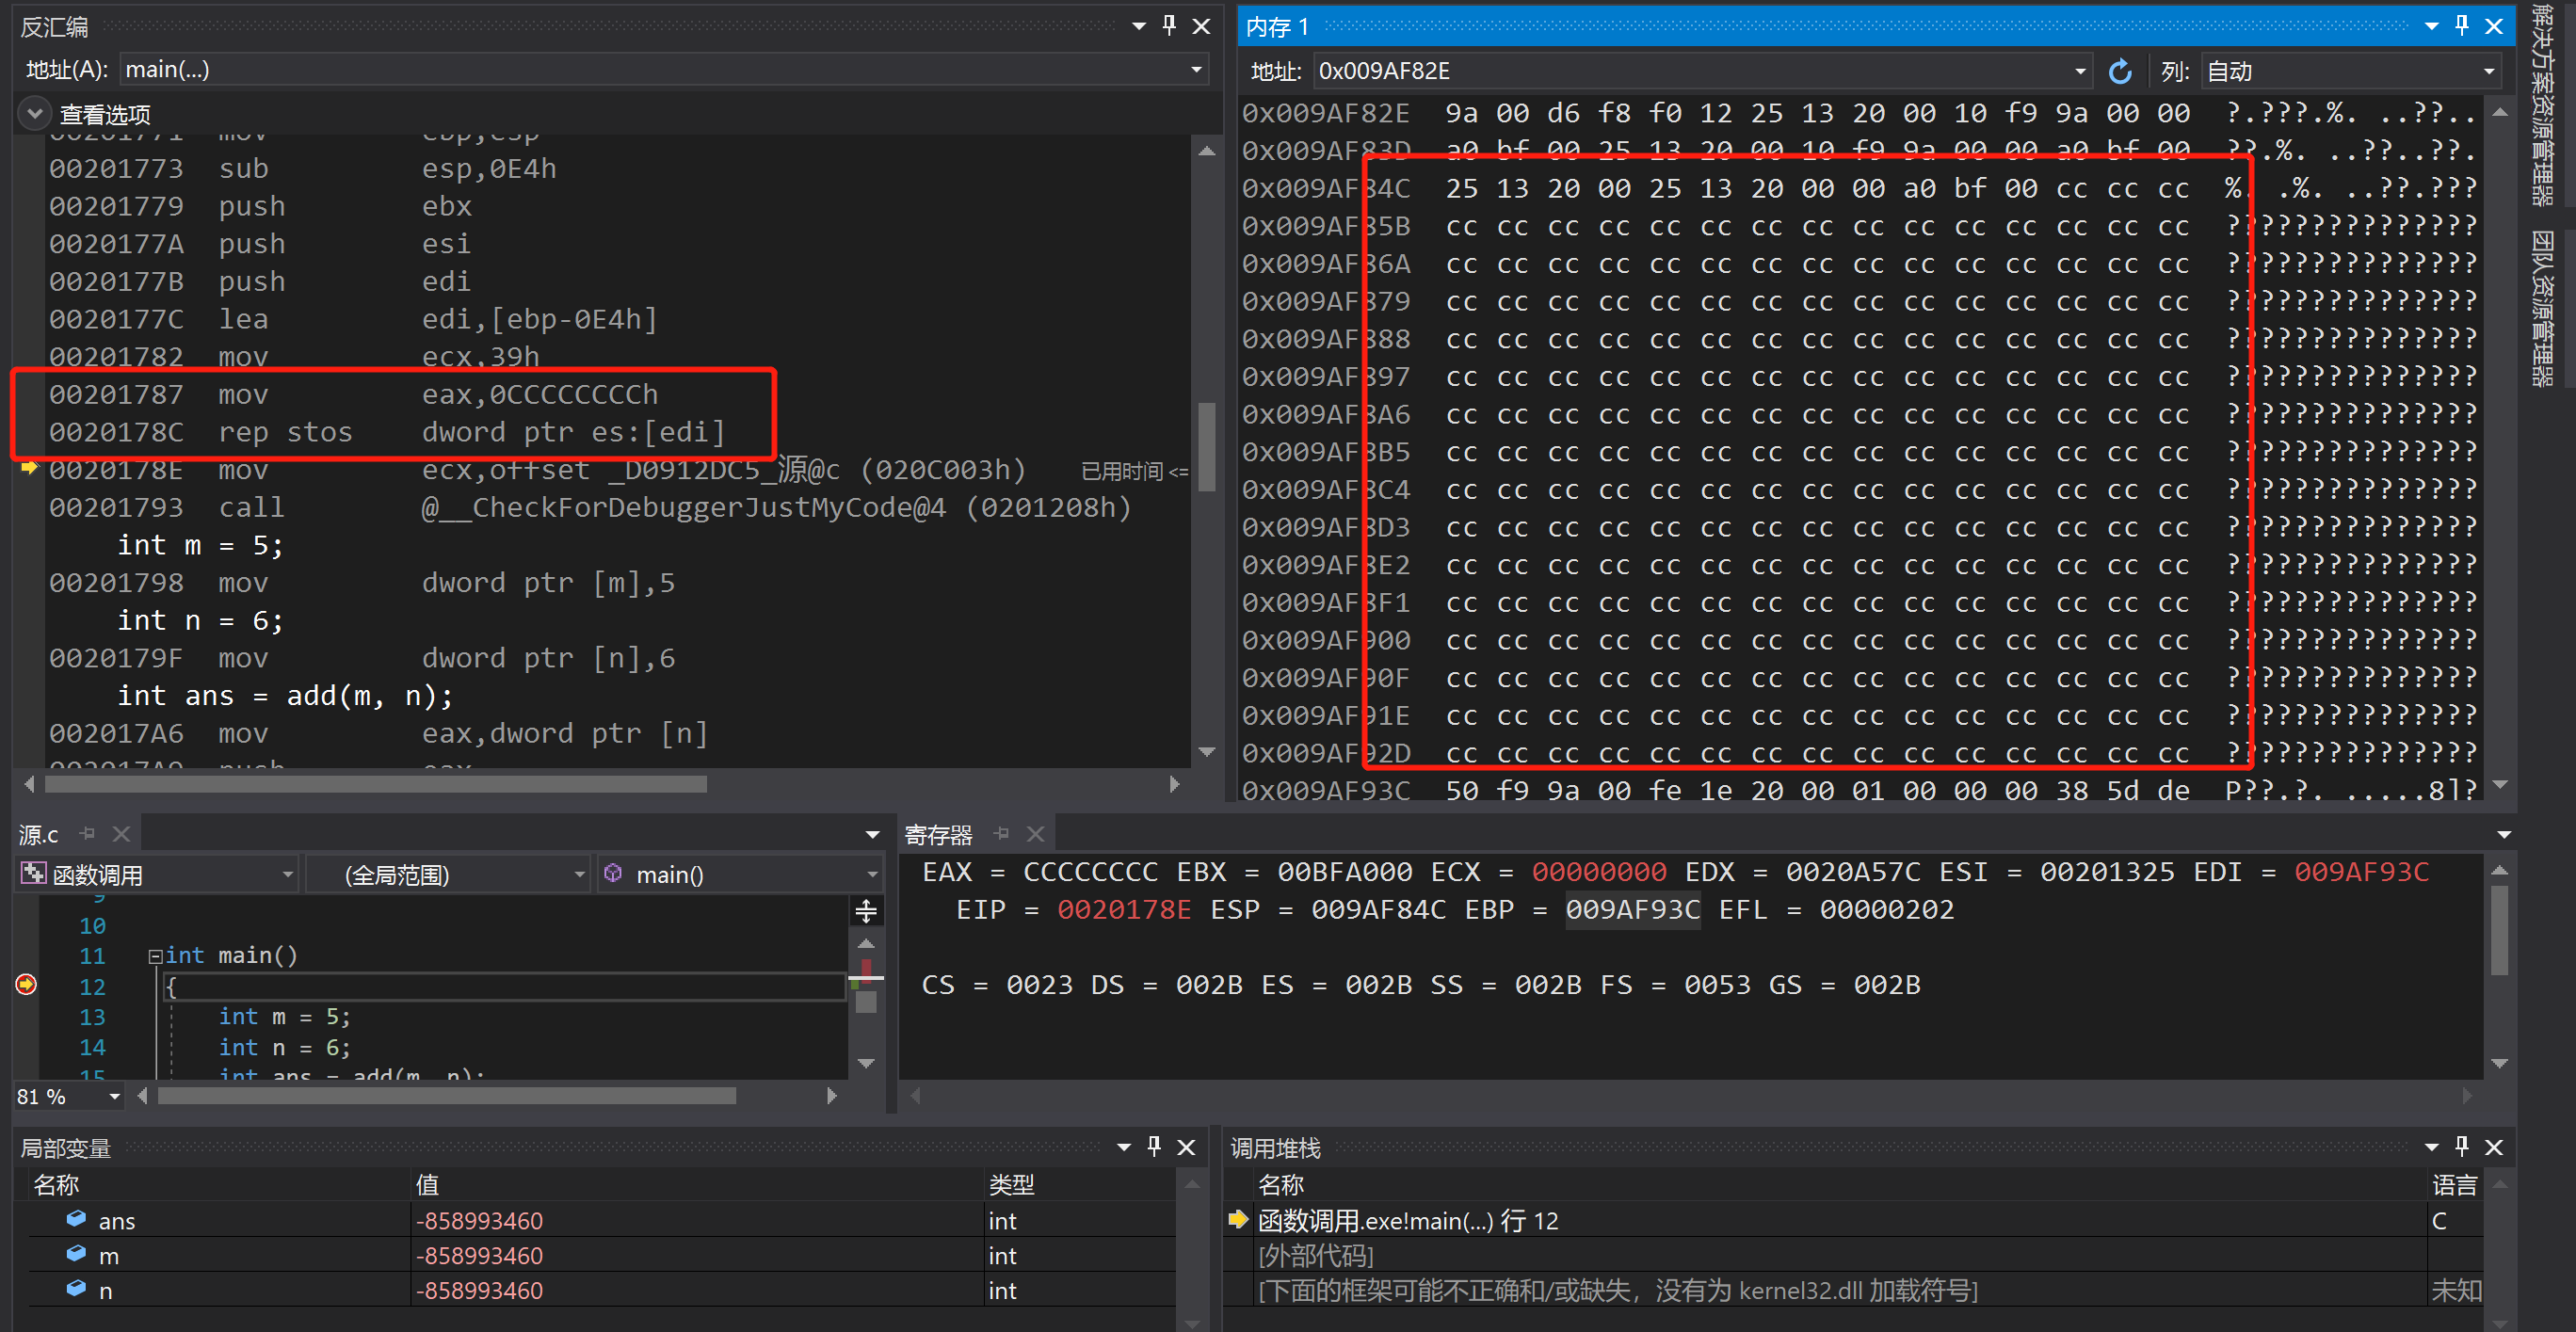 反汇编
地址(A): main(...)
查看选项
00201771 mov ebp,esp
00201773 sub esp,0E4h
00201779 push ebx
0020177A push esi
0020177B push edi
0020177C lea edi,[ebp-0E4h]
00201782 mov ecx,39h
00201787 mov eax,0CCCCCCCCh
0020178C rep stos dword ptr es:[edi]
0020178E mov ecx,offset _D0912DC5_源@c (020C003h) 已用时间 <=
00201793 call @__CheckForDebuggerJustMyCode@4 (0201208h)
int m = 5;
00201798 mov dword ptr [m],5
int n = 6;
0020179F mov dword ptr [n],6
int ans = add(m, n);
002017A6 mov eax,dword ptr [n]
002017A9 push eax
内存 1
地址: 0x009AF82E 列: 自动
0x009AF82E 9a 00 d6 f8 f0 12 25 13 20 00 10 f9 9a 00 00 ?.???.%. ..??..
0x009AF83D a0 bf 00 25 13 20 00 10 f9 9a 00 00 a0 bf 00 ??.%. ..??..??.
0x009AF84C 25 13 20 00 25 13 20 00 00 a0 bf 00 cc cc cc %. .%. ..??.???
0x009AF85B cc cc cc cc cc cc cc cc cc cc cc cc cc cc cc ???????????????
0x009AF86A cc cc cc cc cc cc cc cc cc cc cc cc cc cc cc ???????????????
0x009AF879 cc cc cc cc cc cc cc cc cc cc cc cc cc cc cc ???????????????
0x009AF888 cc cc cc cc cc cc cc cc cc cc cc cc cc cc cc ???????????????
0x009AF897 cc cc cc cc cc cc cc cc cc cc cc cc cc cc cc ???????????????
0x009AF8A6 cc cc cc cc cc cc cc cc cc cc cc cc cc cc cc ???????????????
0x009AF8B5 cc cc cc cc cc cc cc cc cc cc cc cc cc cc cc ???????????????
0x009AF8C4 cc cc cc cc cc cc cc cc cc cc cc cc cc cc cc ???????????????
0x009AF8D3 cc cc cc cc cc cc cc cc cc cc cc cc cc cc cc ???????????????
0x009AF8E2 cc cc cc cc cc cc cc cc cc cc cc cc cc cc cc ???????????????
0x009AF8F1 cc cc cc cc cc cc cc cc cc cc cc cc cc cc cc ???????????????
0x009AF900 cc cc cc cc cc cc cc cc cc cc cc cc cc cc cc ???????????????
0x009AF90F cc cc cc cc cc cc cc cc cc cc cc cc cc cc cc ???????????????
0x009AF91E cc cc cc cc cc cc cc cc cc cc cc cc cc cc cc ???????????????
0x009AF92D cc cc cc cc cc cc cc cc cc cc cc cc cc cc cc ???????????????
0x009AF93C 50 f9 9a 00 fe 1e 20 00 01 00 00 00 38 5d de P??.?. .....8]?
解决方案资源管理器
团队资源管理器
源.c
函数调用 (全局范围) main()
9
10
11 int main()
12 {
13 int m = 5;
14 int n = 6;
15 int ans = add(m, n);
81 %
寄存器
EAX = CCCCCCCC EBX = 00BFA000 ECX = 00000000 EDX = 0020A57C ESI = 00201325 EDI = 009AF93C
EIP = 0020178E ESP = 009AF84C EBP = 009AF93C EFL = 00000202
CS = 0023 DS = 002B ES = 002B SS = 002B FS = 0053 GS = 002B
局部变量
名称 值 类型
ans -858993460 int
m -858993460 int
n -858993460 int
调用堆栈
名称 语言
函数调用.exe!main(...) 行 12 C
[外部代码]
[下面的框架可能不正确和/或缺失，没有为 kernel32.dll 加载符号] 未知